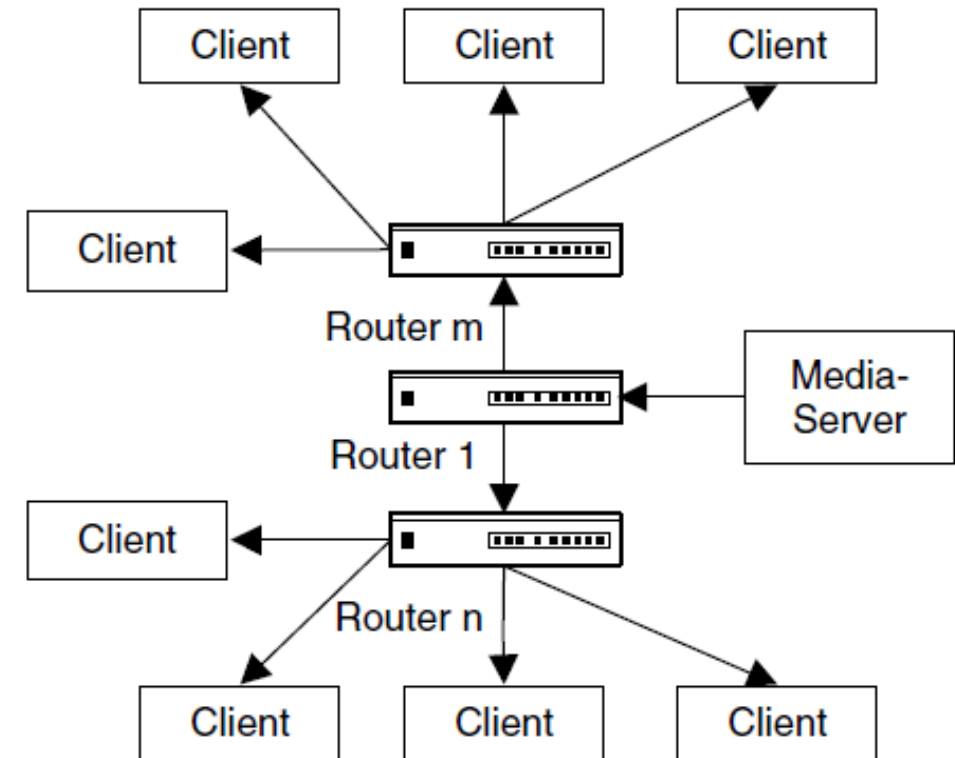 Client
Client
Client
Client
Router m
Media-
Server
Router 1
Client
Router n
Client
Client
Client